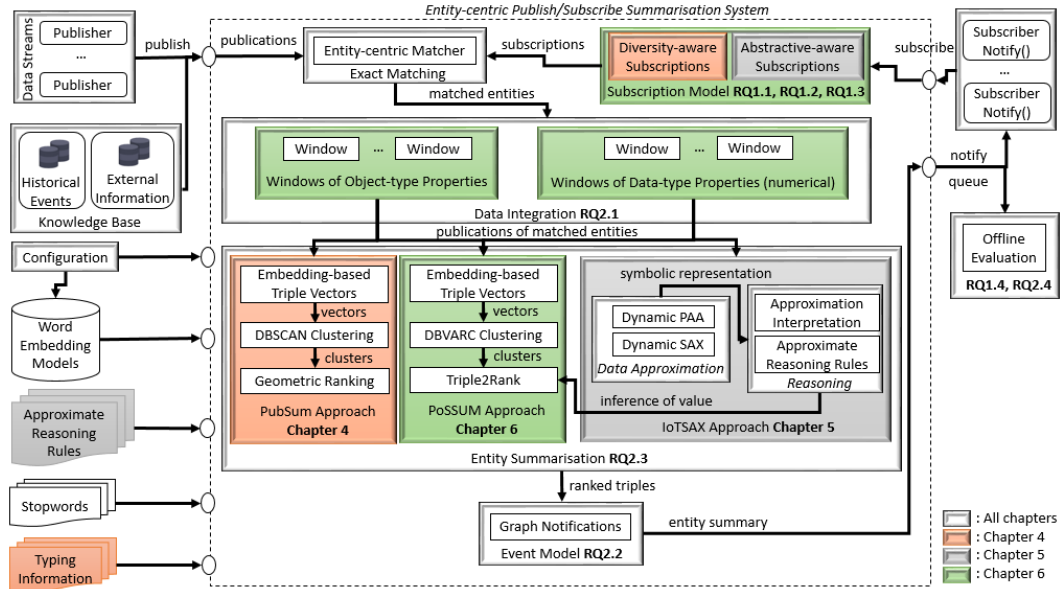 Entity-centric Publish/Subscribe Summarisation System
Data Streams
Publisher
...
Publisher
publish
publications
Entity-centric Matcher
Exact Matching
subscriptions
Diversity-aware
Subscriptions
Abstractive-aware
Subscriptions
Subscription Model RQ1.1, RQ1.2, RQ1.3
subscribe
Subscriber
Notify()
...
Subscriber
Notify()
matched entities
Historical
Events
External
Information
Knowledge Base
Window
...
Window
Windows of Object-type Properties
Window
...
Window
Windows of Data-type Properties (numerical)
Data Integration RQ2.1
notify
queue
Offline
Evaluation
RQ1.4, RQ2.4
publications of matched entities
Configuration
Word
Embedding
Models
Approximate
Reasoning
Rules
Stopwords
Typing
Information
Embedding-based
Triple Vectors
vectors
DBSCAN Clustering
clusters
Geometric Ranking
PubSum Approach
Chapter 4
Embedding-based
Triple Vectors
vectors
DBVARC Clustering
clusters
Triple2Rank
PoSSUM Approach
Chapter 6
symbolic representation
Dynamic PAA
Dynamic SAX
Data Approximation
Approximation
Interpretation
Approximate
Reasoning Rules
Reasoning
inference of value
IoTSAX Approach Chapter 5
Entity Summarisation RQ2.3
ranked triples
Graph Notifications
Event Model RQ2.2
entity summary
: All chapters
: Chapter 4
: Chapter 5
: Chapter 6